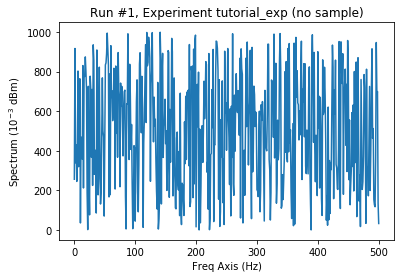 Run #1, Experiment tutorial_exp (no sample)
1000
800
600
400
200
0
Spectrum (10⁻³ dBm)
0 100 200 300 400 500
Freq Axis (Hz)